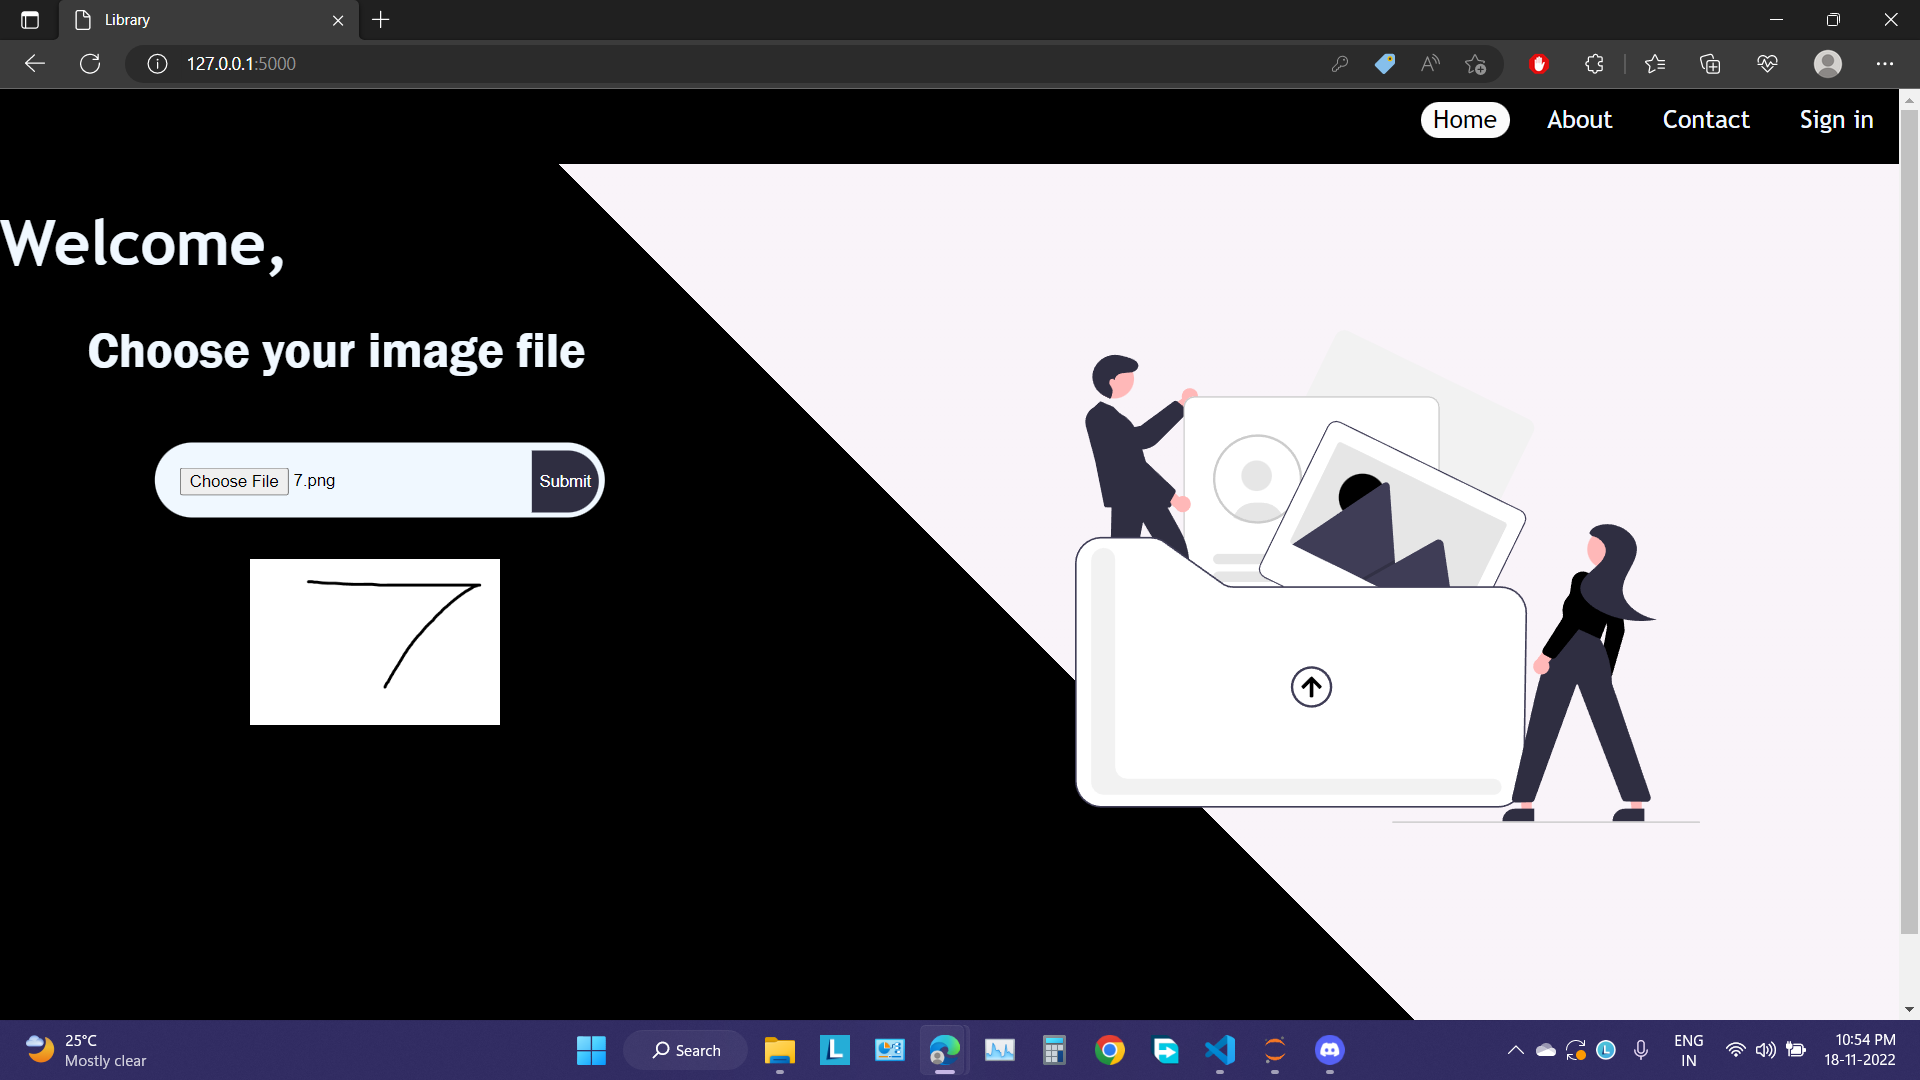 Library
127.0.0.1:5000
Home About Contact Sign in
Welcome,
Choose your image file
Choose File 7.png Submit
7
25°C
Mostly clear
Search
L
ENG
IN
10:54 PM
18-11-2022